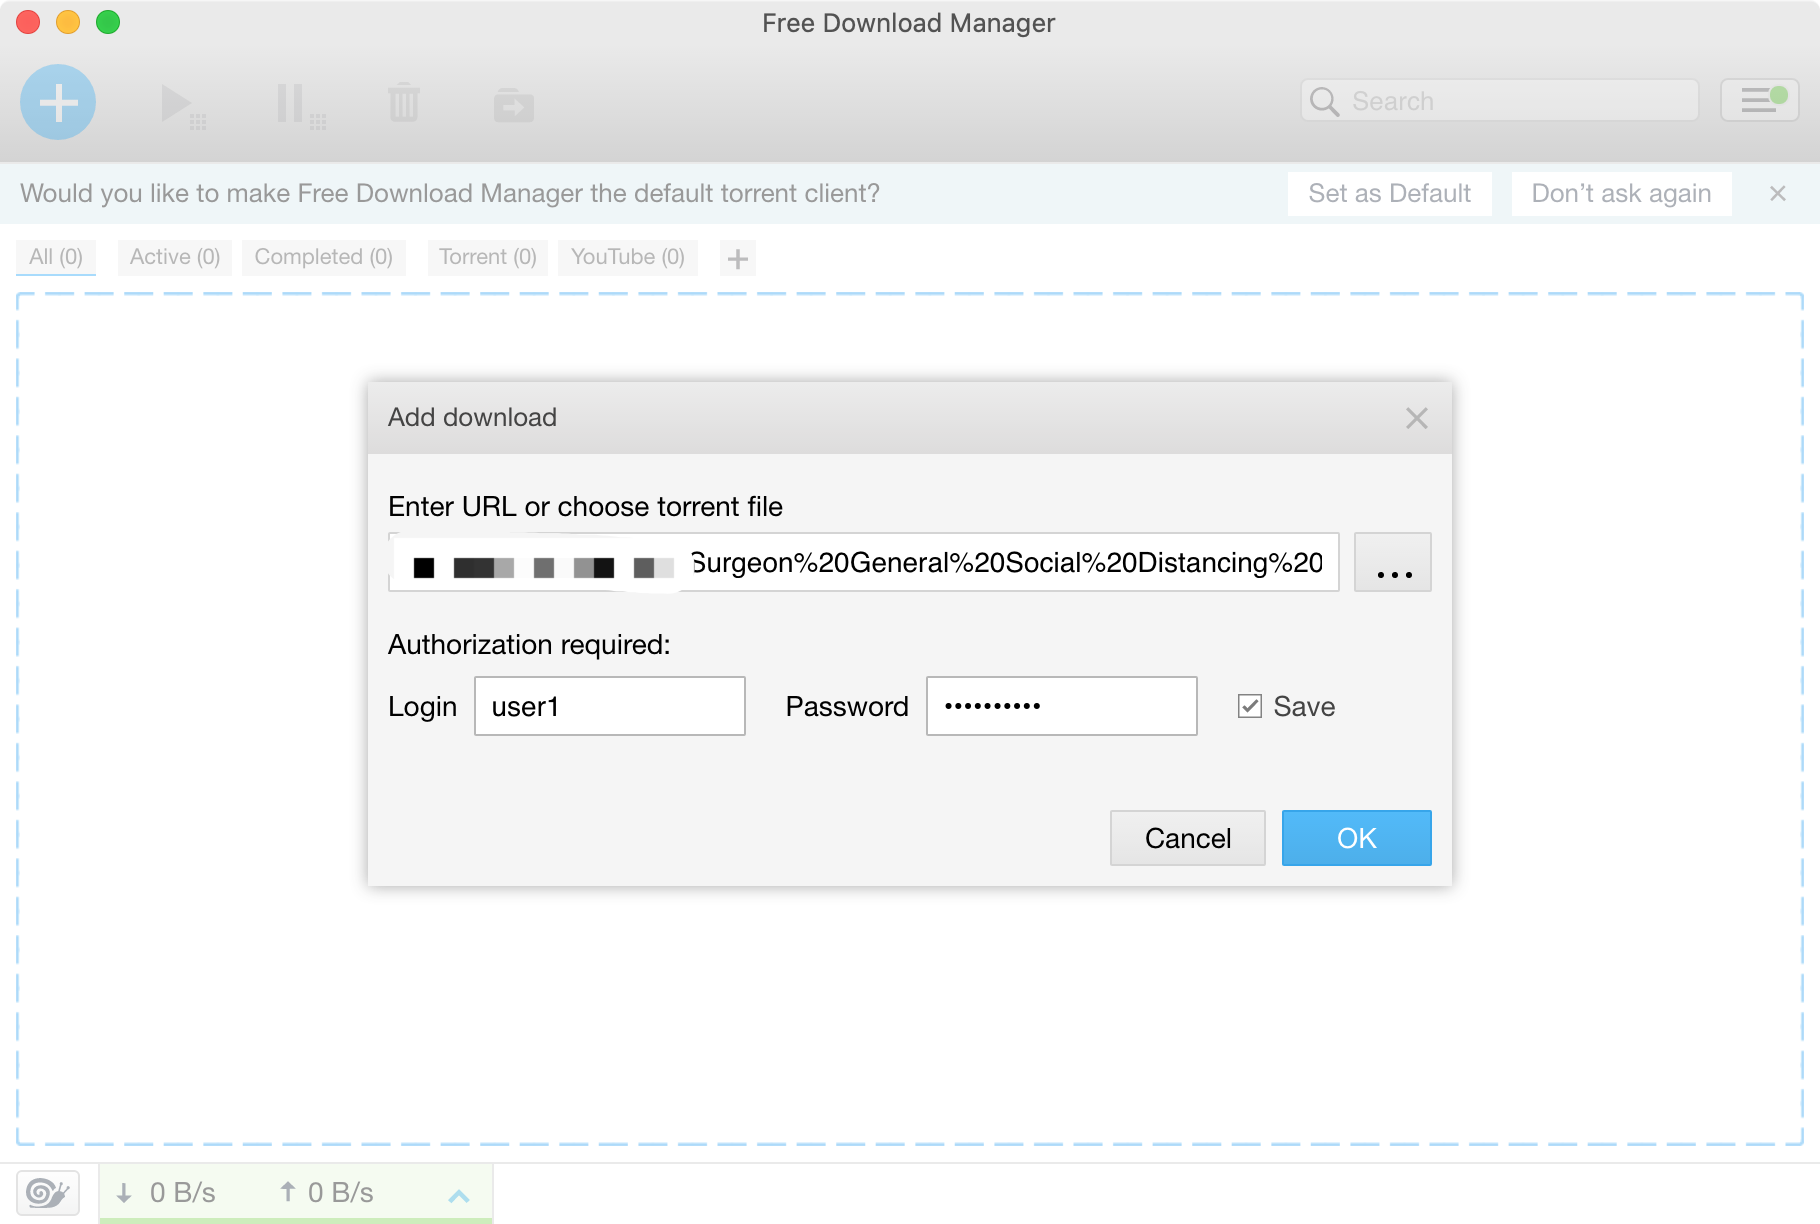 Free Download Manager
Search
Would you like to make Free Download Manager the default torrent client?
Set as Default
Don’t ask again
All (0)
Active (0)
Completed (0)
Torrent (0)
YouTube (0)
Add download
Enter URL or choose torrent file
Surgeon%20General%20Social%20Distancing%20
...
Authorization required:
Login
user1
Password
••••••••••
Save
Cancel
OK
↓ 0 B/s
↑ 0 B/s